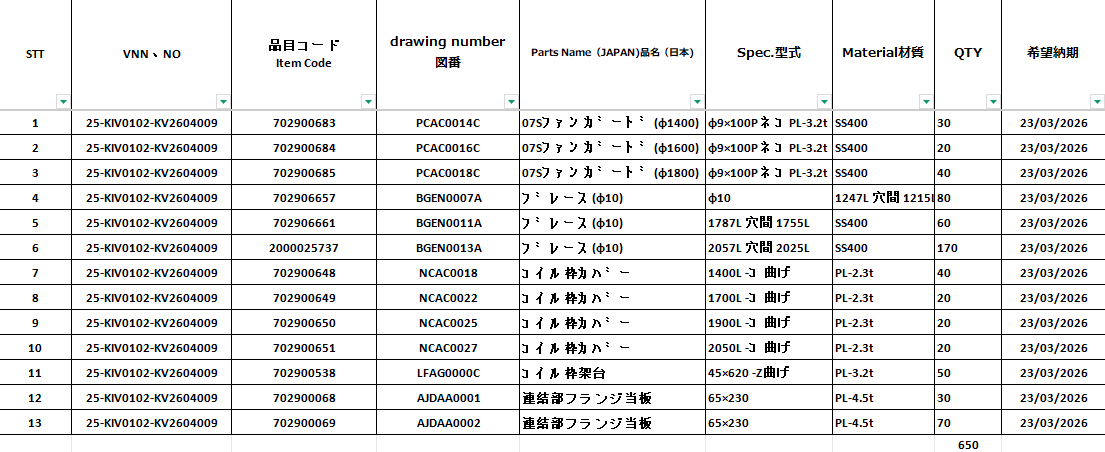 STT VNN、NO 品目コード Item Code drawing number 図番 Parts Name（JAPAN)品名（日本） Spec.型式 Material材質 QTY 希望納期
1 25-KIV0102-KV2604009 702900683 PCAC0014C 07Sファンガード (φ1400) φ9×100Pネコ PL-3.2t SS400 30 23/03/2026
2 25-KIV0102-KV2604009 702900684 PCAC0016C 07Sファンガード (φ1600) φ9×100Pネコ PL-3.2t SS400 20 23/03/2026
3 25-KIV0102-KV2604009 702900685 PCAC0018C 07Sファンガード (φ1800) φ9×100Pネコ PL-3.2t SS400 40 23/03/2026
4 25-KIV0102-KV2604009 702906657 BGEN0007A ブレース (φ10) φ10 1247L 穴間 1215L 80 23/03/2026
5 25-KIV0102-KV2604009 702906661 BGEN0011A ブレース (φ10) 1787L 穴間 1755L SS400 60 23/03/2026
6 25-KIV0102-KV2604009 2000025737 BGEN0013A ブレース (φ10) 2057L 穴間 2025L SS400 170 23/03/2026
7 25-KIV0102-KV2604009 702900648 NCAC0018 コイル枠カバー 1400L -コ 曲げ PL-2.3t 40 23/03/2026
8 25-KIV0102-KV2604009 702900649 NCAC0022 コイル枠カバー 1700L -コ 曲げ PL-2.3t 20 23/03/2026
9 25-KIV0102-KV2604009 702900650 NCAC0025 コイル枠カバー 1900L -コ 曲げ PL-2.3t 20 23/03/2026
10 25-KIV0102-KV2604009 702900651 NCAC0027 コイル枠カバー 2050L -コ 曲げ PL-2.3t 20 23/03/2026
11 25-KIV0102-KV2604009 702900538 LFAG0000C コイル枠架台 45×620 -Z曲げ PL-3.2t 50 23/03/2026
12 25-KIV0102-KV2604009 702900068 AJDAA0001 連結部フランジ当板 65×230 PL-4.5t 30 23/03/2026
13 25-KIV0102-KV2604009 702900069 AJDAA0002 連結部フランジ当板 65×230 PL-4.5t 70 23/03/2026
650